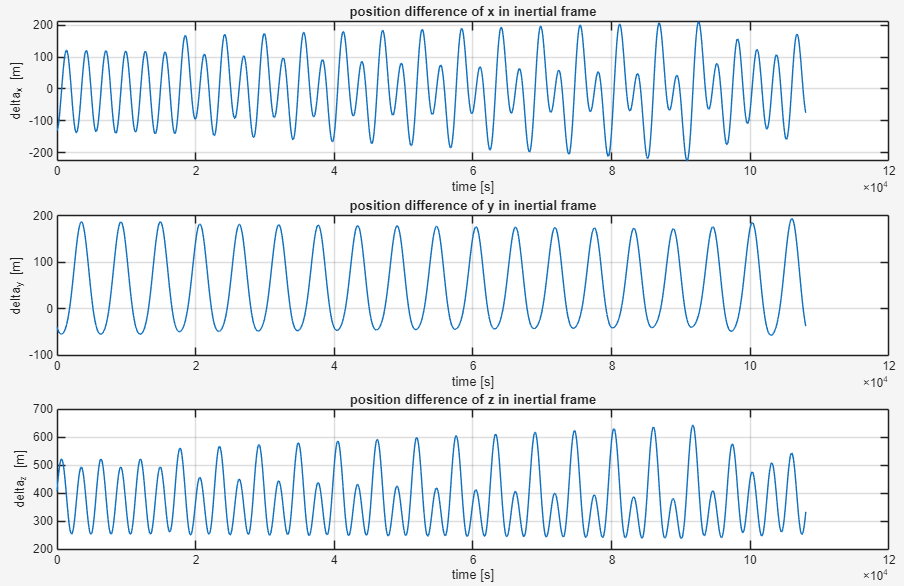 position difference of x in inertial frame
200
100
0
-100
-200
delta_x [m]
0 2 4 6 8 10 12
time [s]
×10^4
position difference of y in inertial frame
200
100
0
-100
delta_y [m]
0 2 4 6 8 10 12
time [s]
×10^4
position difference of z in inertial frame
700
600
500
400
300
200
delta_z [m]
0 2 4 6 8 10 12
time [s]
×10^4